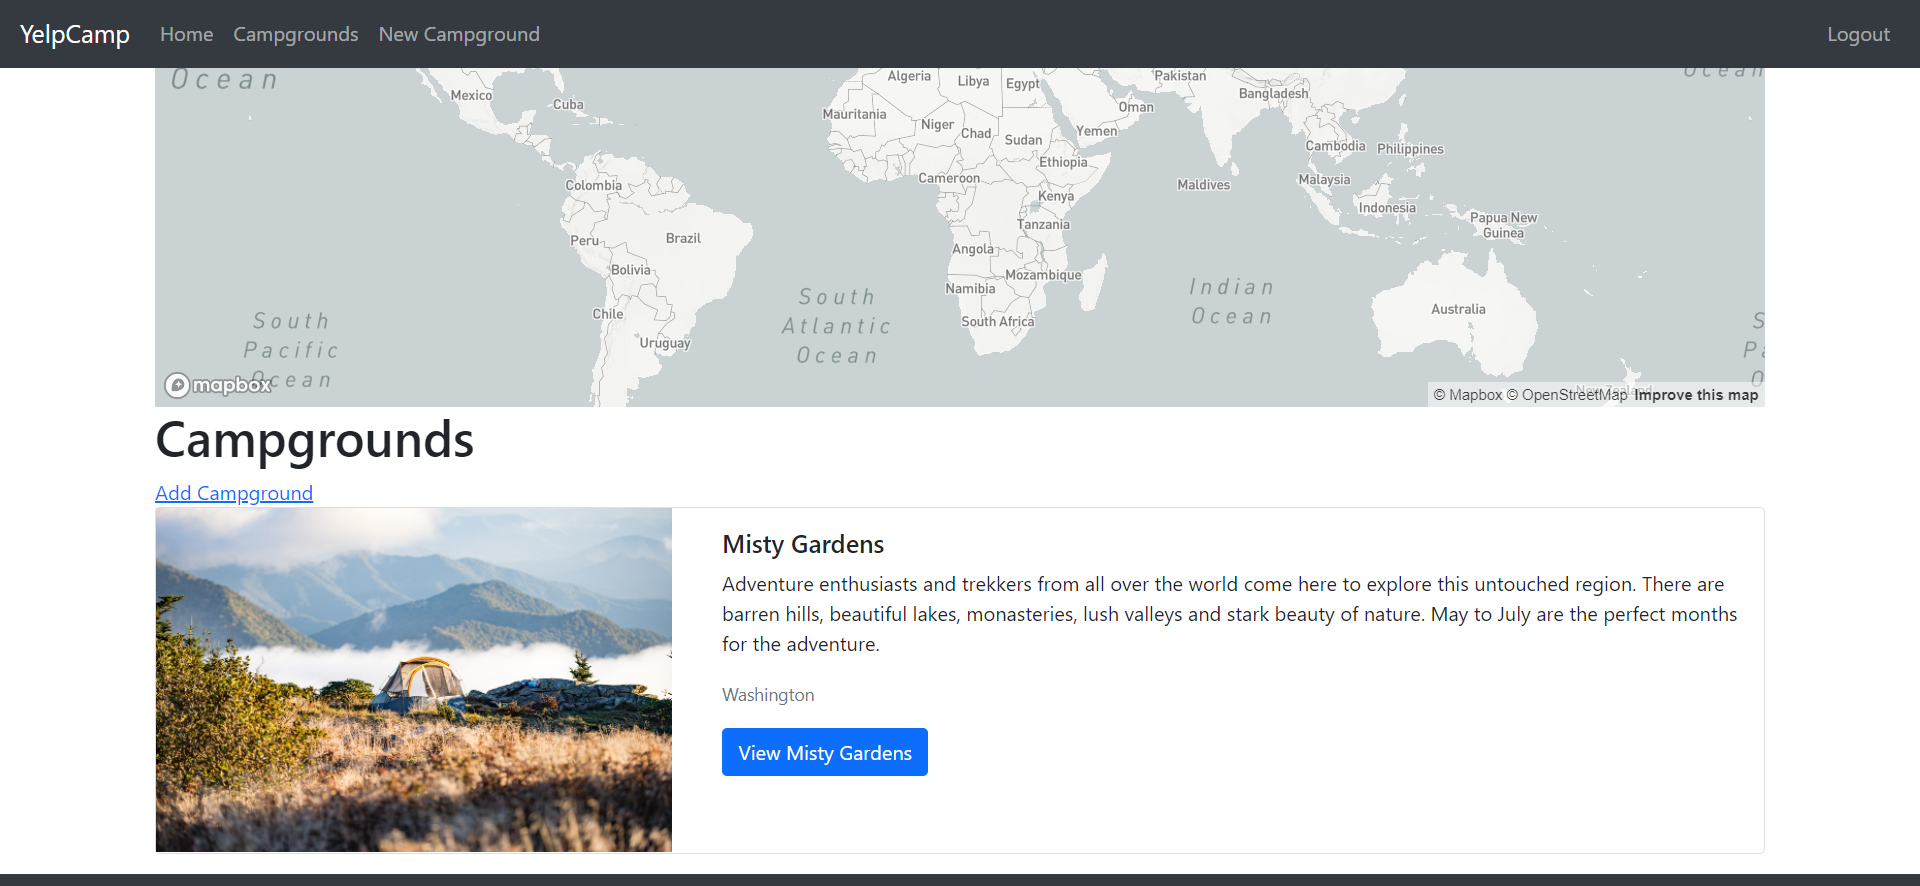 YelpCamp
Home
Campgrounds
New Campground
Logout
Ocean
Algeria
Libya
Egypt
Pakistan
Ocean
Mexico
Cuba
Bangladesh
Mauritania
Niger
Chad
Oman
Sudan
Yemen
Cambodia
Philippines
Ethiopia
Colombia
Cameroon
Maldives
Malaysia
Kenya
Indonesia
Papua New
Guinea
Peru
Brazil
Tanzania
Bolivia
Angola
Mozambique
Namibia
Indian
Ocean
Chile
South
Atlantic
Ocean
South Africa
Australia
South
Pacific
Ocean
Uruguay
S
Pa
O
New Zealand
mapbox
© Mapbox © OpenStreetMap Improve this map
Campgrounds
Add Campground
Misty Gardens
Adventure enthusiasts and trekkers from all over the world come here to explore this untouched region. There are
barren hills, beautiful lakes, monasteries, lush valleys and stark beauty of nature. May to July are the perfect months
for the adventure.
Washington
View Misty Gardens